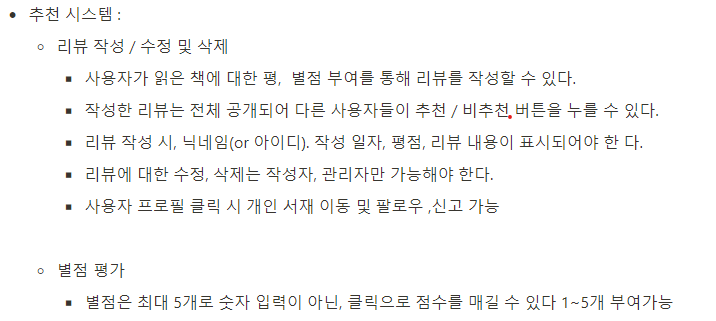 추천 시스템 :
리뷰 작성 / 수정 및 삭제
사용자가 읽은 책에 대한 평, 별점 부여를 통해 리뷰를 작성할 수 있다.
작성한 리뷰는 전체 공개되어 다른 사용자들이 추천 / 비추천 버튼을 누를 수 있다.
리뷰 작성 시, 닉네임(or 아이디). 작성 일자, 평점, 리뷰 내용이 표시되어야 한 다.
리뷰에 대한 수정, 삭제는 작성자, 관리자만 가능해야 한다.
사용자 프로필 클릭 시 개인 서재 이동 및 팔로우 ,신고 가능
별점 평가
별점은 최대 5개로 숫자 입력이 아닌, 클릭으로 점수를 매길 수 있다 1~5개 부여가능